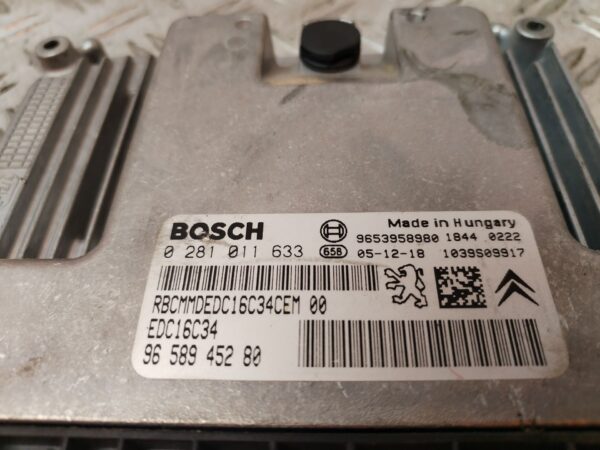 BOSCH
Made in Hungary
0 281 011 633
658
9653958980 1844 .0222
05-12-18 1039S09917
RBCMMDEDC16C34CEM 00
EDC16C34
96 589 452 80